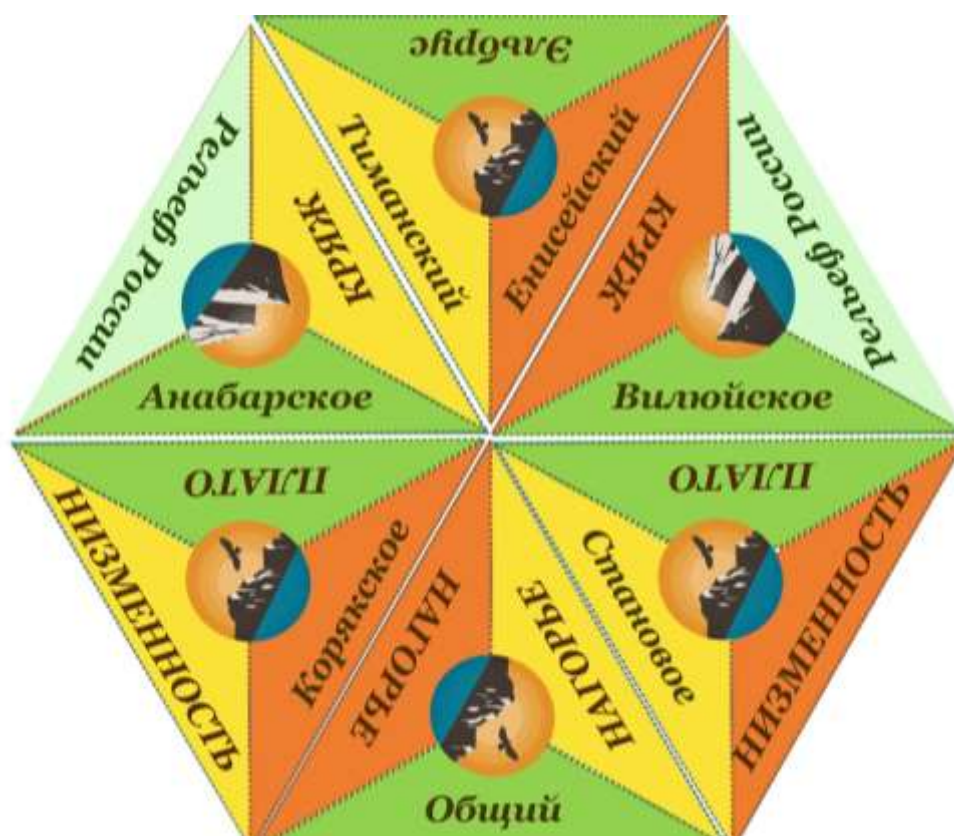 Эльбрус
Рельеф России
КРЯЖ
Тиманский
Енисейский
КРЯЖ
Рельеф России
Анабарское
Вилюйское
ПЛАТО
ПЛАТО
НИЗМЕННОСТЬ
Корякское
НАГОРЬЕ
НАГОРЬЕ
Становое
НИЗМЕННОСТЬ
Общий